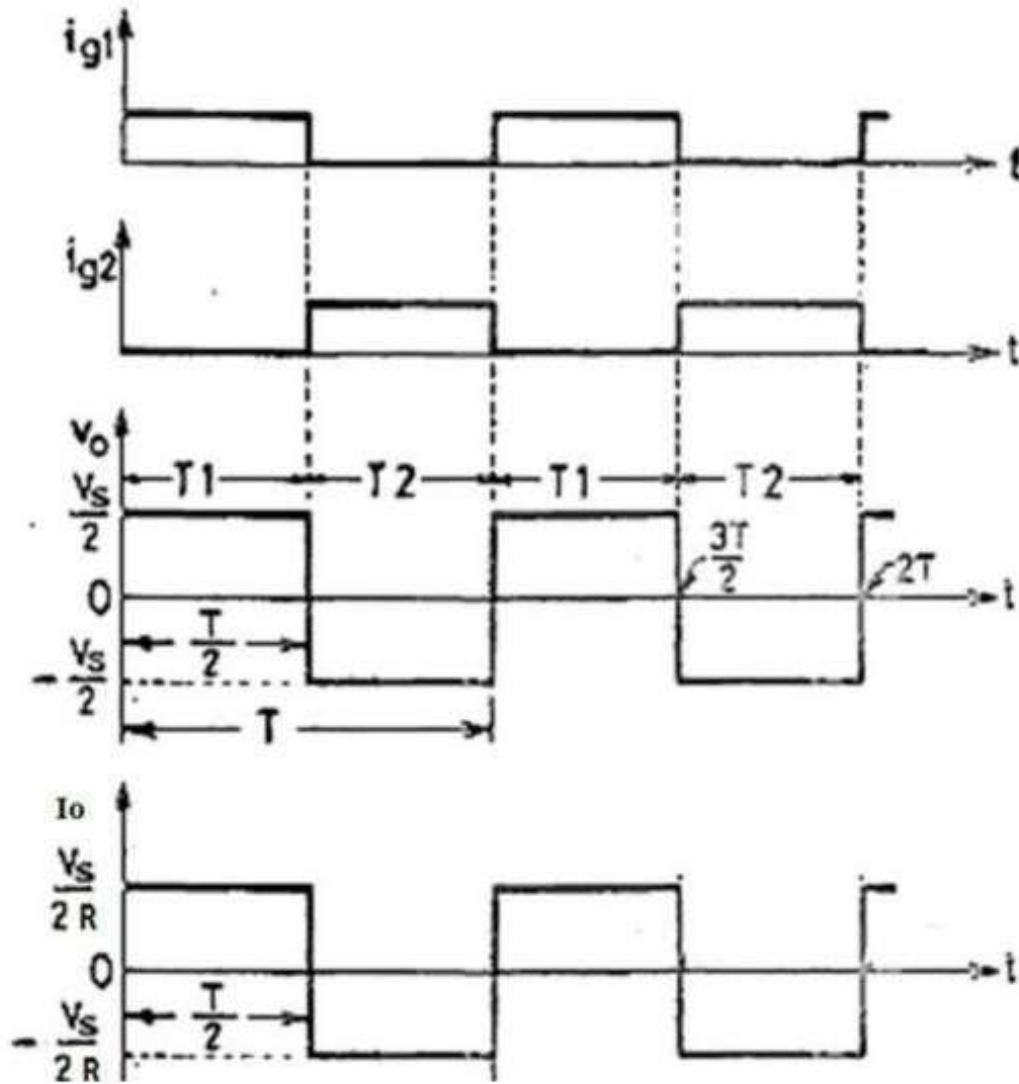 ig1
t
ig2
t
vo
T1 T2 T1 T2
Vs/2
3T/2
2T
0
t
T/2
-Vs/2
T
Io
Vs/2R
0
t
T/2
-Vs/2R